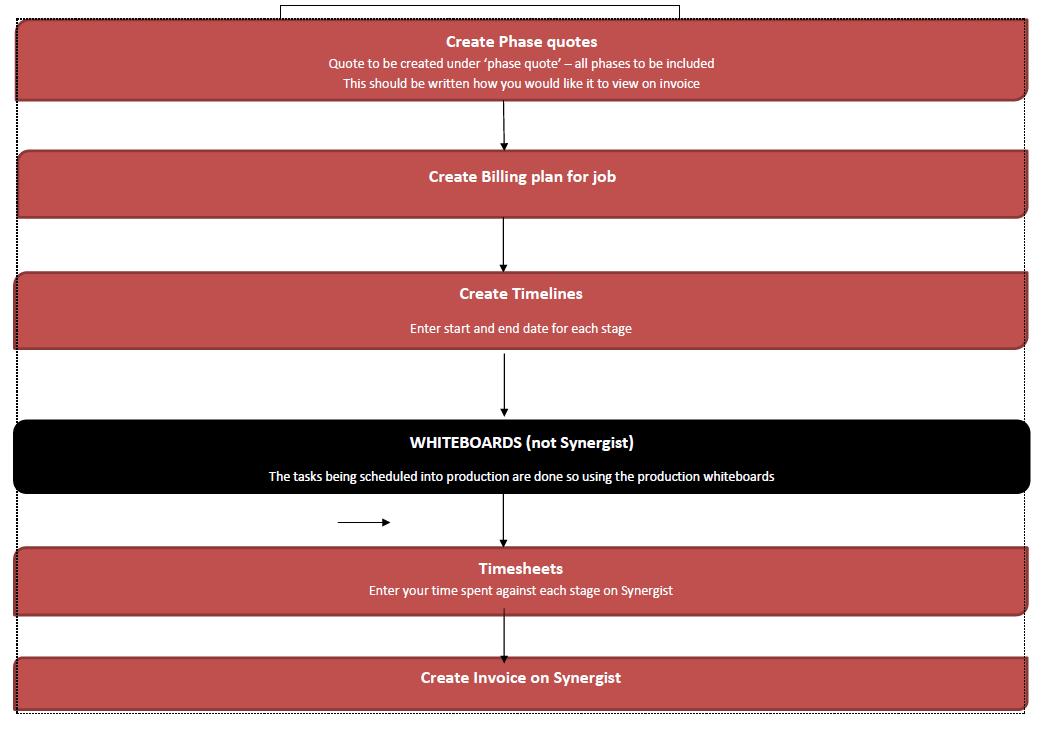 Create Phase quotes
Quote to be created under ‘phase quote’ – all phases to be included
This should be written how you would like it to view on invoice
Create Billing plan for job
Create Timelines
Enter start and end date for each stage
WHITEBOARDS (not Synergist)
The tasks being scheduled into production are done so using the production whiteboards
Timesheets
Enter your time spent against each stage on Synergist
Create Invoice on Synergist